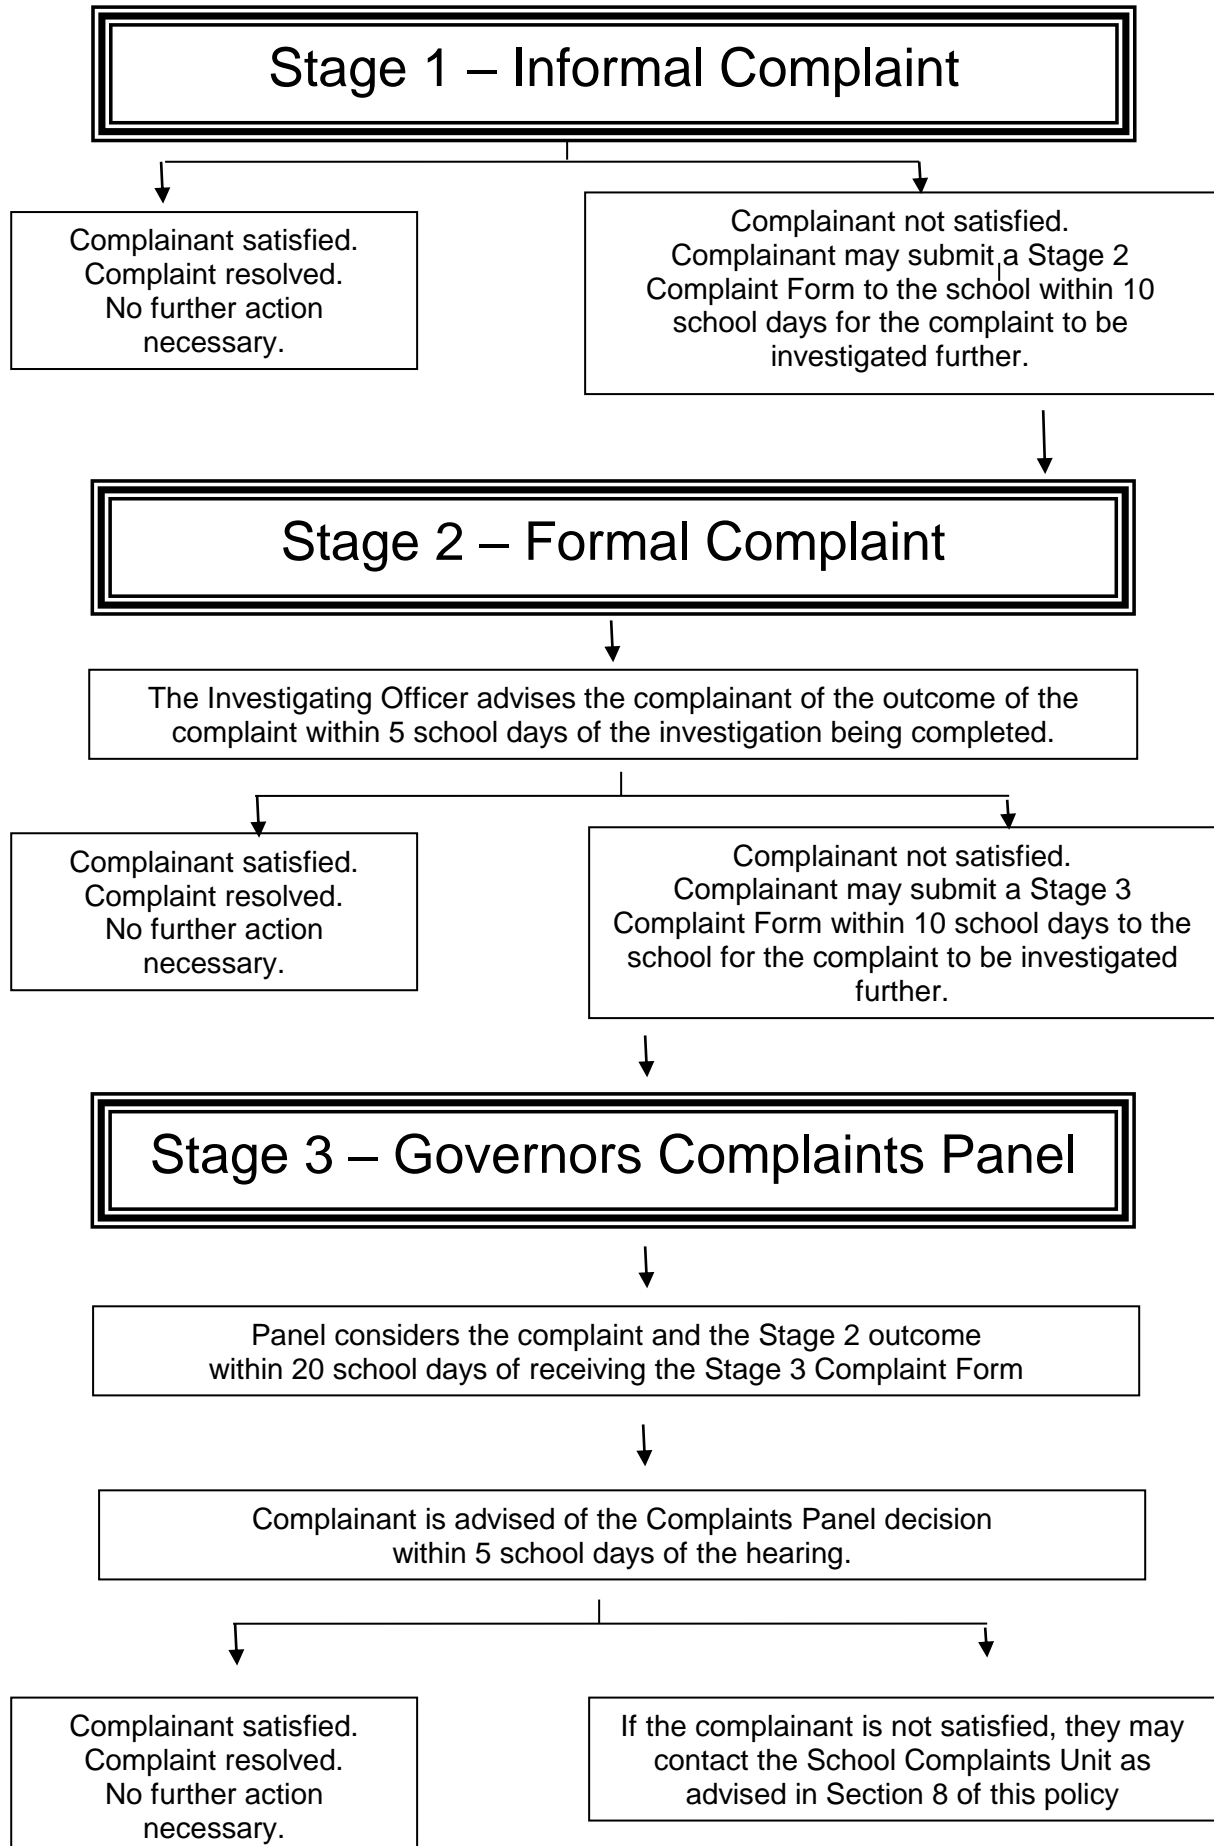 Stage 1 – Informal Complaint
Complainant satisfied.
Complaint resolved.
No further action
necessary.
Complainant not satisfied.
Complainant may submit a Stage 2
Complaint Form to the school within 10
school days for the complaint to be
investigated further.
Stage 2 – Formal Complaint
The Investigating Officer advises the complainant of the outcome of the
complaint within 5 school days of the investigation being completed.
Complainant satisfied.
Complaint resolved.
No further action
necessary.
Complainant not satisfied.
Complainant may submit a Stage 3
Complaint Form within 10 school days to the
school for the complaint to be investigated
further.
Stage 3 – Governors Complaints Panel
Panel considers the complaint and the Stage 2 outcome
within 20 school days of receiving the Stage 3 Complaint Form
Complainant is advised of the Complaints Panel decision
within 5 school days of the hearing.
Complainant satisfied.
Complaint resolved.
No further action
necessary.
If the complainant is not satisfied, they may
contact the School Complaints Unit as
advised in Section 8 of this policy